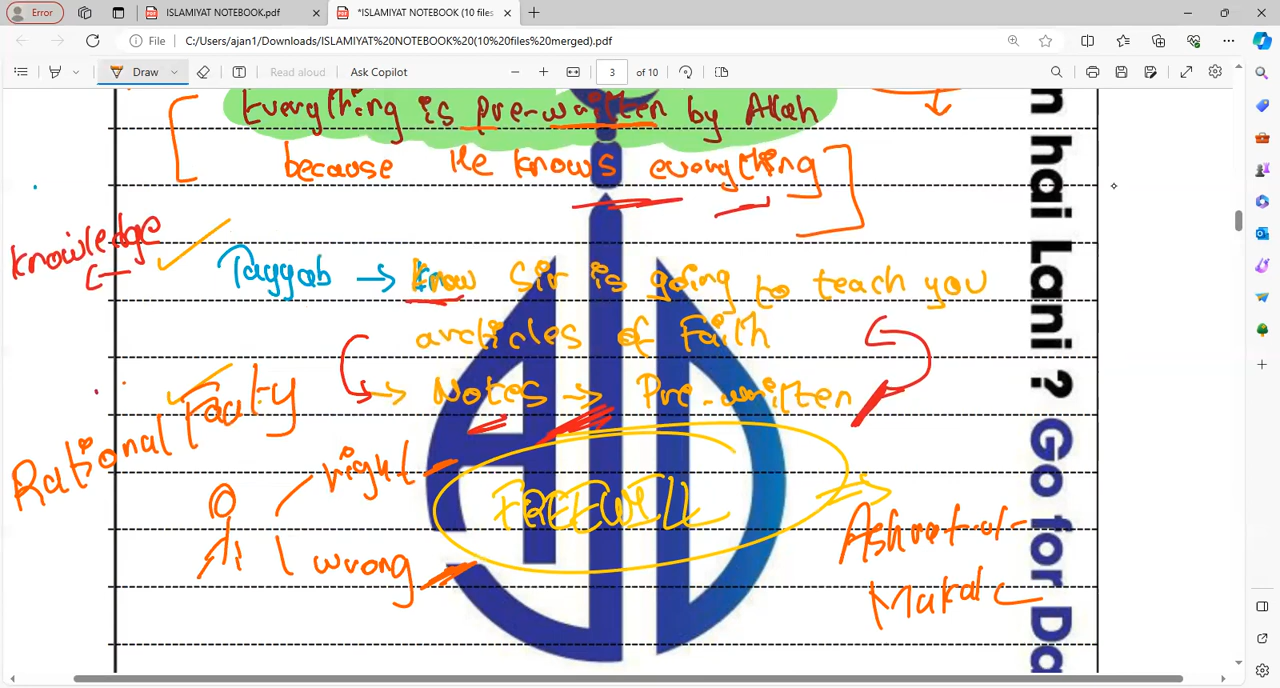 Error
ISLAMIYAT NOTEBOOK.pdf
*ISLAMIYAT NOTEBOOK (10 files
File
C:/Users/ajan1/Downloads/ISLAMIYAT%20NOTEBOOK%20(10%20files%20merged).pdf
Draw
Read aloud
Ask Copilot
3
of 10
Everything is pre-written by Allah
because He knows everything
Knowledge
Tayyab → know Sir is going to teach you
articles of Faith
→ Notes → Pre-written
Rational Faculty
right
FREEWILL
wrong
Ashraf-ul-
Makal
n hai Lani ? Go for Da